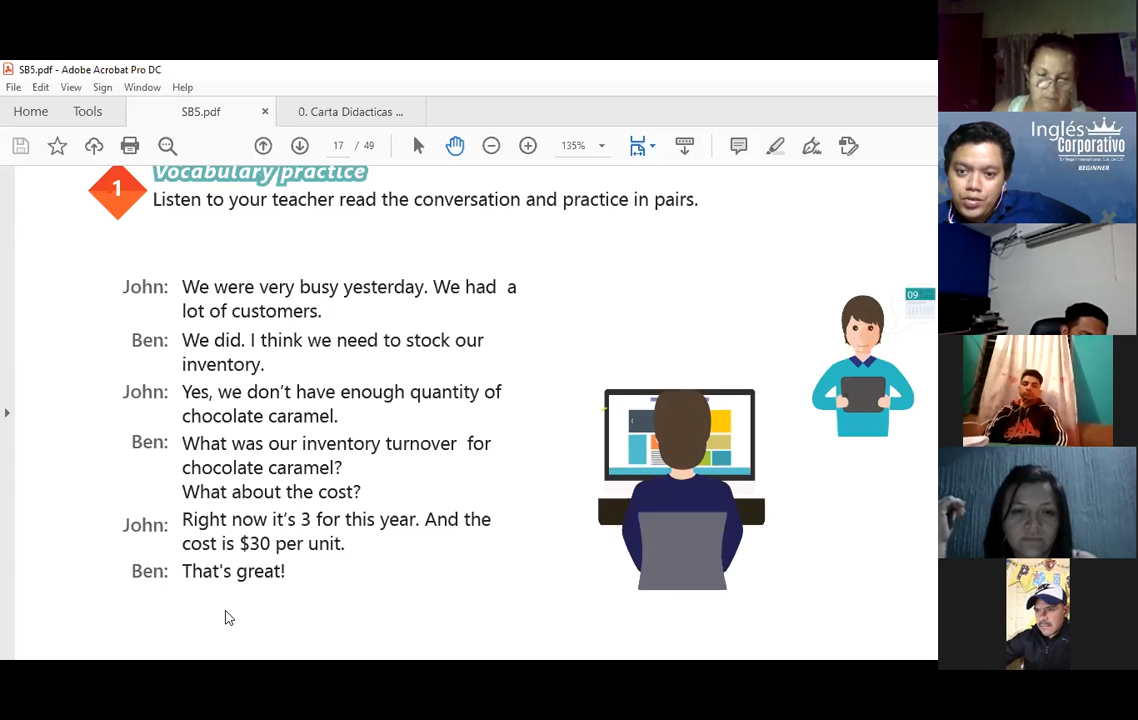 SB5.pdf - Adobe Acrobat Pro DC
File Edit View Sign Window Help
Home Tools SB5.pdf × 0. Carta Didacticas ...
17 / 49 135%
1 Vocabulary practice
Listen to your teacher read the conversation and practice in pairs.
John: We were very busy yesterday. We had a
lot of customers.
Ben: We did. I think we need to stock our
inventory.
John: Yes, we don't have enough quantity of
chocolate caramel.
Ben: What was our inventory turnover for
chocolate caramel?
What about the cost?
John: Right now it's 3 for this year. And the
cost is $30 per unit.
Ben: That's great!
09
Inglés
Corporativo
BEGINNER